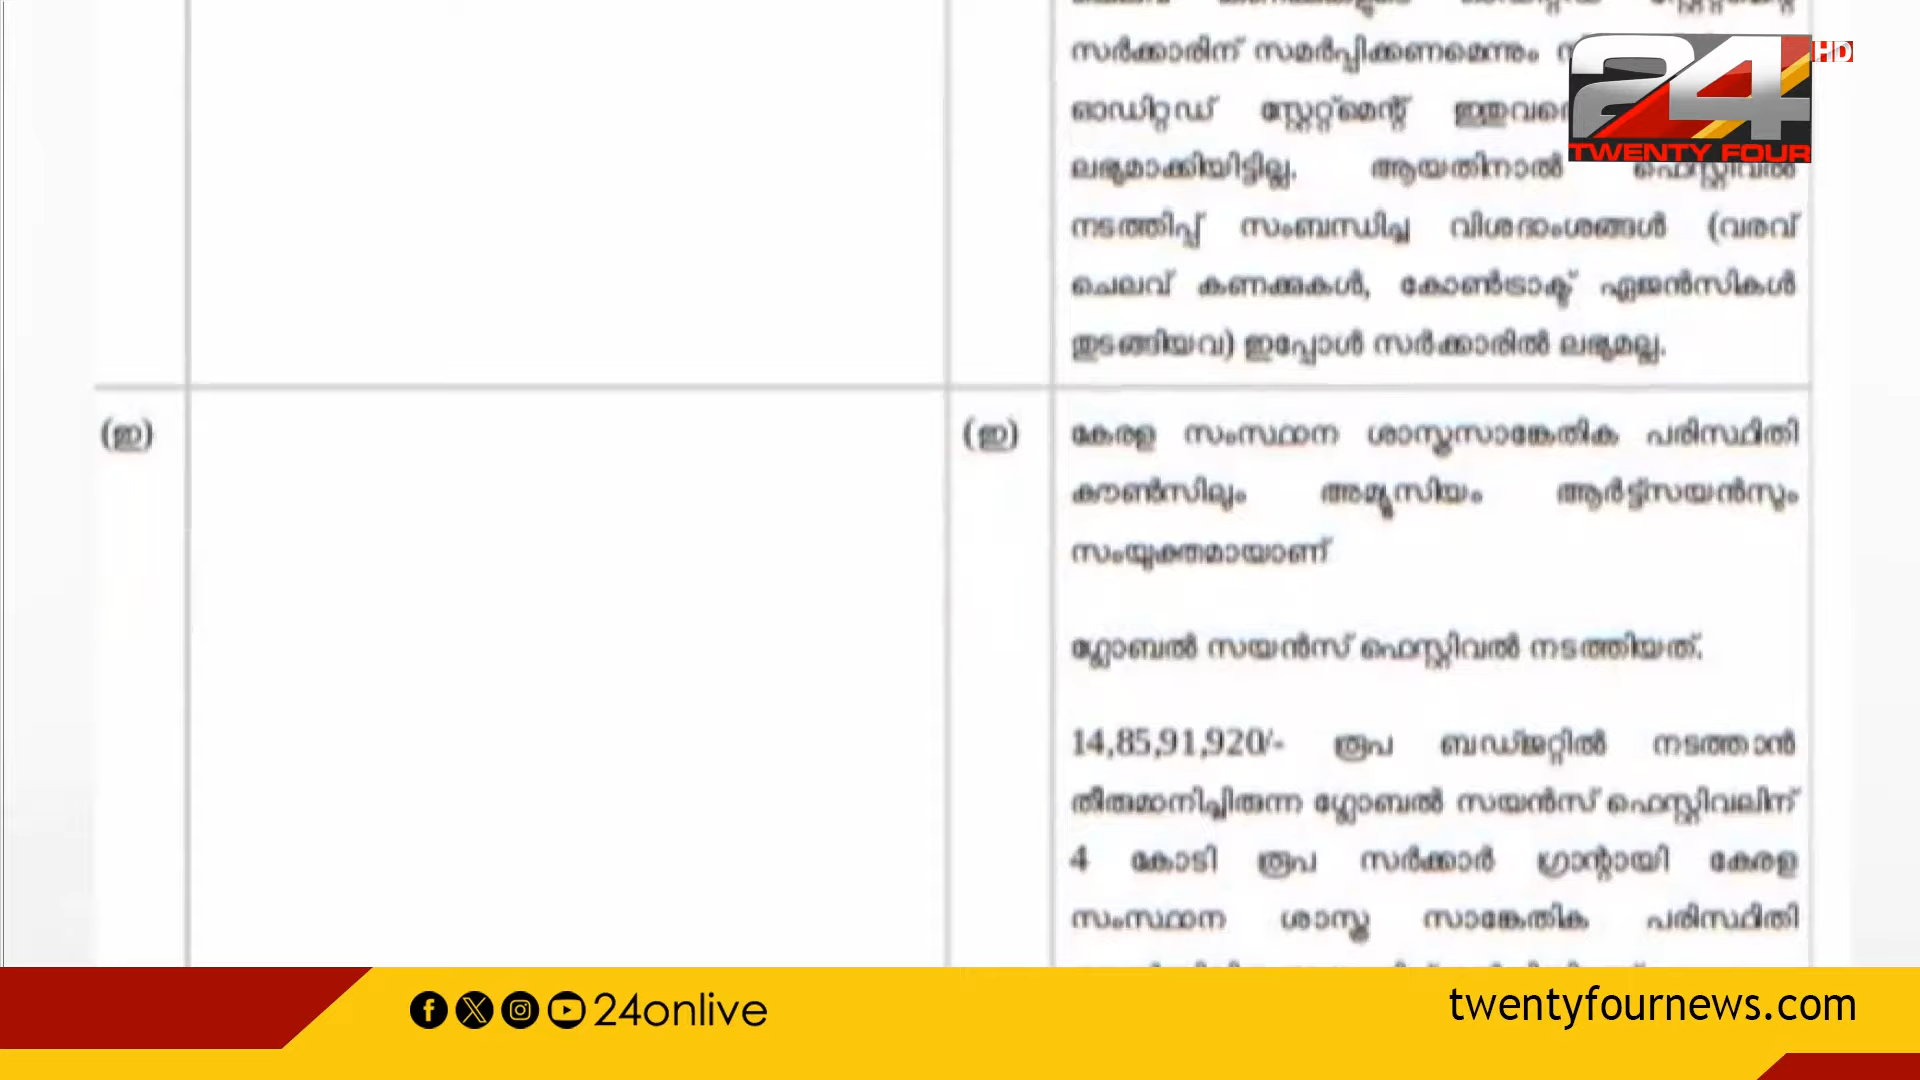 സർക്കാരിന് സമർപ്പിക്കണമെന്നും
ഓഡിറ്റഡ് സ്റ്റേറ്റ്മെന്റ്
ലഭ്യമാക്കിയിട്ടില്ല. ആയതിനാൽ ഫെസ്റ്റിവൽ
നടത്തിപ്പ് സംബന്ധിച്ച വിശദാംശങ്ങൾ (വരവ്
ചെലവ് കണക്കുകൾ, കോൺട്രാക്ട് ഏജൻസികൾ
തുടങ്ങിയവ) ഇപ്പോൾ സർക്കാരിൽ ലഭ്യമല്ല.
24 HD
TWENTY FOUR
(ഇ) (ഇ) കേരള സംസ്ഥാന ശാസ്ത്രസാങ്കേതിക പരിസ്ഥിതി
കൗൺസിലും അമ്യൂസിയം ആർട്ട്സയൻസും
സംയുക്തമായാണ്
ഗ്ലോബൽ സയൻസ് ഫെസ്റ്റിവൽ നടത്തിയത്.
14,85,91,920/- രൂപ ബഡ്ജറ്റിൽ നടത്താൻ
തീരുമാനിച്ചിരുന്ന ഗ്ലോബൽ സയൻസ് ഫെസ്റ്റിവലിന്
4 കോടി രൂപ സർക്കാർ ഗ്രാന്റായി കേരള
സംസ്ഥാന ശാസ്ത്ര സാങ്കേതിക പരിസ്ഥിതി
24onlive
twentyfournews.com